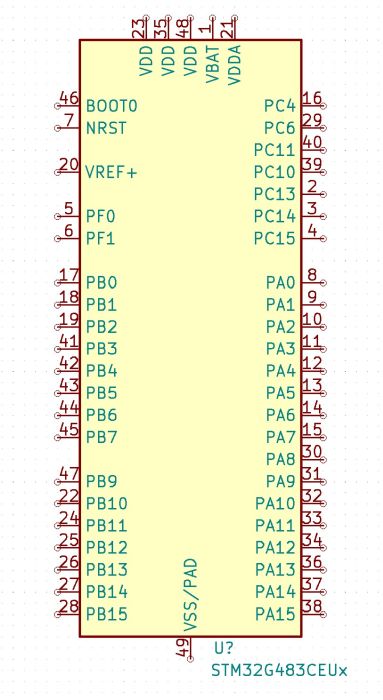 23 35 48 1 21
VDD VDD VDD VBAT VDDA
46 BOOT0 PC4 16
7 NRST PC6 29
PC11 40
20 VREF+ PC10 39
PC13 2
5 PF0 PC14 3
6 PF1 PC15 4
17 PB0 PA0 8
18 PB1 PA1 9
19 PB2 PA2 10
41 PB3 PA3 11
42 PB4 PA4 12
43 PB5 PA5 13
44 PB6 PA6 14
45 PB7 PA7 15
PA8 30
47 PB9 PA9 31
22 PB10 PA10 32
24 PB11 PA11 33
25 PB12 PA12 34
26 PB13 PA13 36
27 PB14 PA14 37
28 PB15 PA15 38
VSS/PAD
49
U?
STM32G483CEUx